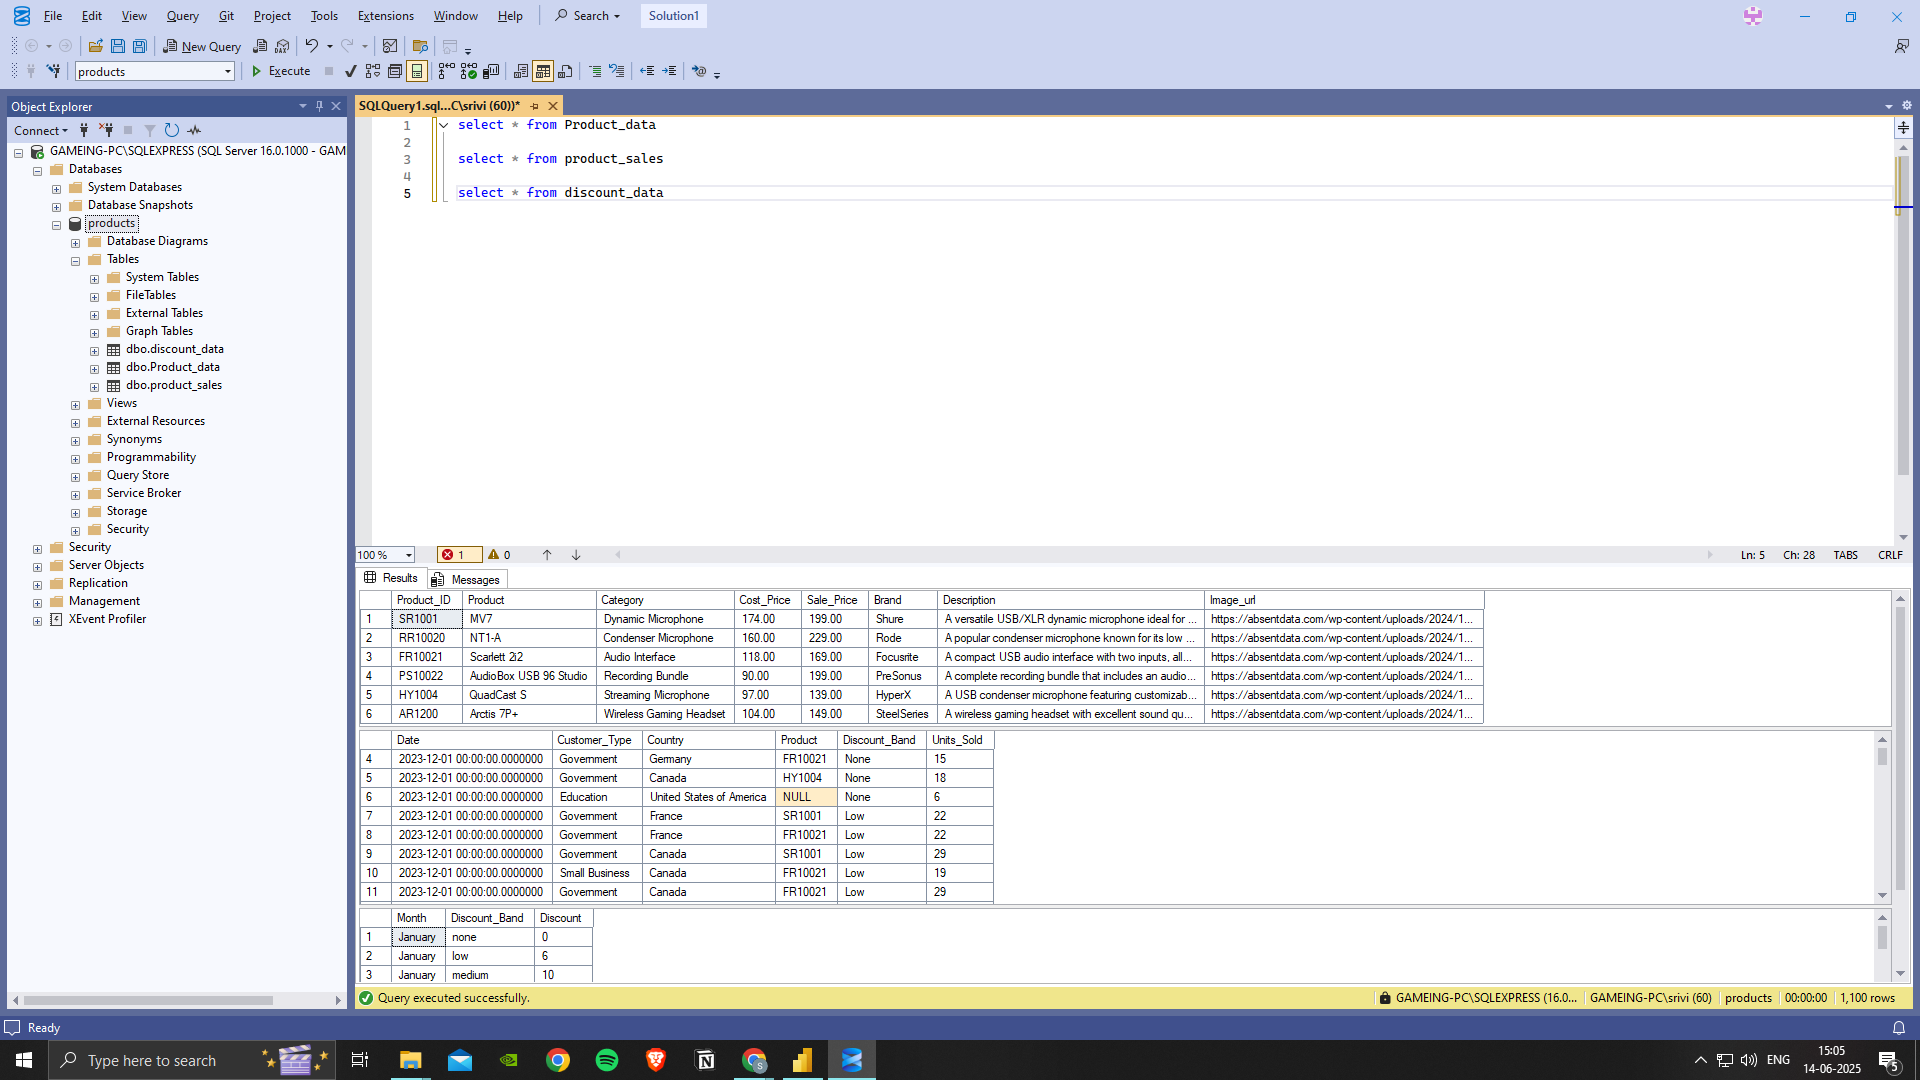 File Edit View Query Git Project Tools Extensions Window Help Search Solution1
New Query DAX
products Execute
Object Explorer
Connect
GAMEING-PC\SQLEXPRESS (SQL Server 16.0.1000 - GAM
Databases
System Databases
Database Snapshots
products
Database Diagrams
Tables
System Tables
FileTables
External Tables
Graph Tables
dbo.discount_data
dbo.Product_data
dbo.product_sales
Views
External Resources
Synonyms
Programmability
Query Store
Service Broker
Storage
Security
Security
Server Objects
Replication
Management
XEvent Profiler
SQLQuery1.sql...C\srivi (60))*
1 select * from Product_data
2
3 select * from product_sales
4
5 select * from discount_data
100 % 1 0 Ln: 5 Ch: 28 TABS CRLF
Results Messages
Product_ID Product Category Cost_Price Sale_Price Brand Description Image_url
1 SR1001 MV7 Dynamic Microphone 174.00 199.00 Shure A versatile USB/XLR dynamic microphone ideal for ... https://absentdata.com/wp-content/uploads/2024/1...
2 RR10020 NT1-A Condenser Microphone 160.00 229.00 Rode A popular condenser microphone known for its low ... https://absentdata.com/wp-content/uploads/2024/1...
3 FR10021 Scarlett 2i2 Audio Interface 118.00 169.00 Focusrite A compact USB audio interface with two inputs, all... https://absentdata.com/wp-content/uploads/2024/1...
4 PS10022 AudioBox USB 96 Studio Recording Bundle 90.00 199.00 PreSonus A complete recording bundle that includes an audio... https://absentdata.com/wp-content/uploads/2024/1...
5 HY1004 QuadCast S Streaming Microphone 97.00 139.00 HyperX A USB condenser microphone featuring customizab... https://absentdata.com/wp-content/uploads/2024/1...
6 AR1200 Arctis 7P+ Wireless Gaming Headset 104.00 149.00 SteelSeries A wireless gaming headset with excellent sound qu... https://absentdata.com/wp-content/uploads/2024/1...
Date Customer_Type Country Product Discount_Band Units_Sold
4 2023-12-01 00:00:00.0000000 Government Germany FR10021 None 15
5 2023-12-01 00:00:00.0000000 Government Canada HY1004 None 18
6 2023-12-01 00:00:00.0000000 Education United States of America NULL None 6
7 2023-12-01 00:00:00.0000000 Government France SR1001 Low 22
8 2023-12-01 00:00:00.0000000 Government France FR10021 Low 22
9 2023-12-01 00:00:00.0000000 Government Canada SR1001 Low 29
10 2023-12-01 00:00:00.0000000 Small Business Canada FR10021 Low 19
11 2023-12-01 00:00:00.0000000 Government Canada FR10021 Low 29
Month Discount_Band Discount
1 January none 0
2 January low 6
3 January medium 10
Query executed successfully. GAMEING-PC\SQLEXPRESS (16.0... GAMEING-PC\srivi (60) products 00:00:00 1,100 rows
Ready
Type here to search
S
ENG
15:05
14-06-2025
5